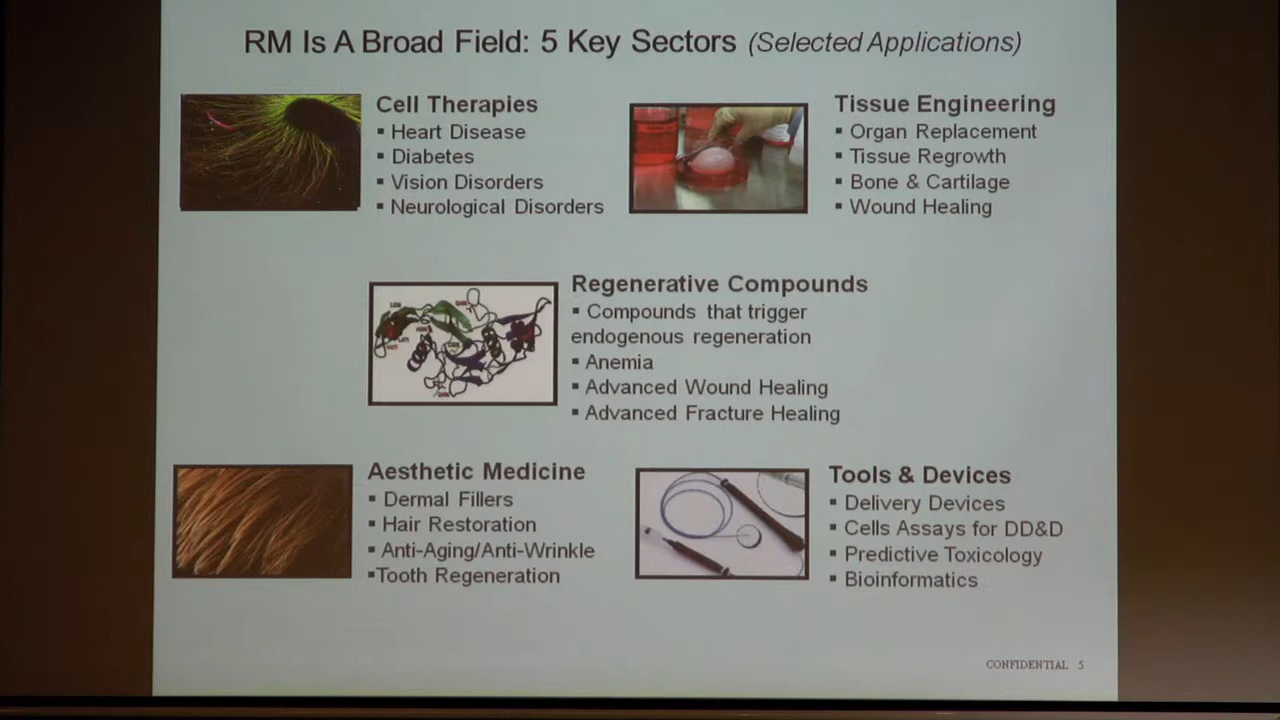 RM Is A Broad Field: 5 Key Sectors (Selected Applications)
Cell Therapies
▪ Heart Disease
▪ Diabetes
▪ Vision Disorders
▪ Neurological Disorders
Tissue Engineering
▪ Organ Replacement
▪ Tissue Regrowth
▪ Bone & Cartilage
▪ Wound Healing
Regenerative Compounds
▪ Compounds that trigger
endogenous regeneration
▪ Anemia
▪ Advanced Wound Healing
▪ Advanced Fracture Healing
Aesthetic Medicine
▪ Dermal Fillers
▪ Hair Restoration
▪ Anti-Aging/Anti-Wrinkle
▪Tooth Regeneration
Tools & Devices
▪ Delivery Devices
▪ Cells Assays for DD&D
▪ Predictive Toxicology
▪ Bioinformatics
CONFIDENTIAL 5